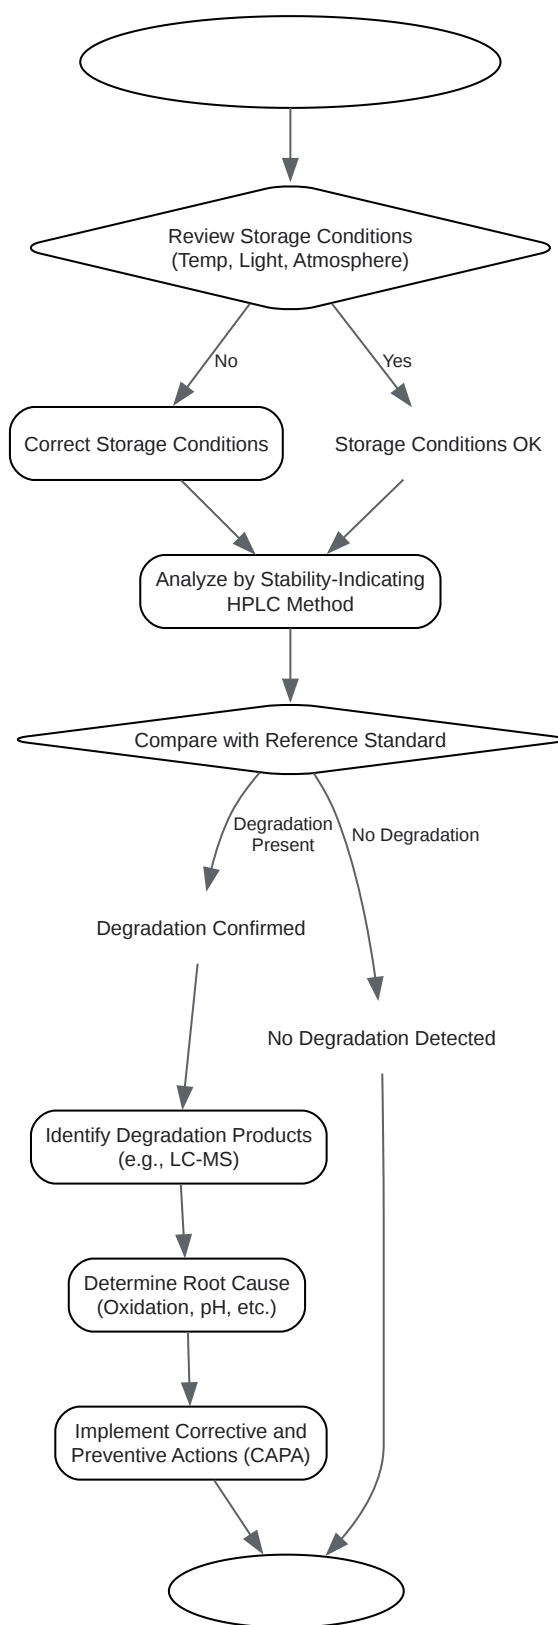 Review Storage Conditions
(Temp, Light, Atmosphere)
No
Yes
Correct Storage Conditions
Storage Conditions OK
Analyze by Stability-Indicating
HPLC Method
Compare with Reference Standard
Degradation
Present
No Degradation
Degradation Confirmed
No Degradation Detected
Identify Degradation Products
(e.g., LC-MS)
Determine Root Cause
(Oxidation, pH, etc.)
Implement Corrective and
Preventive Actions (CAPA)